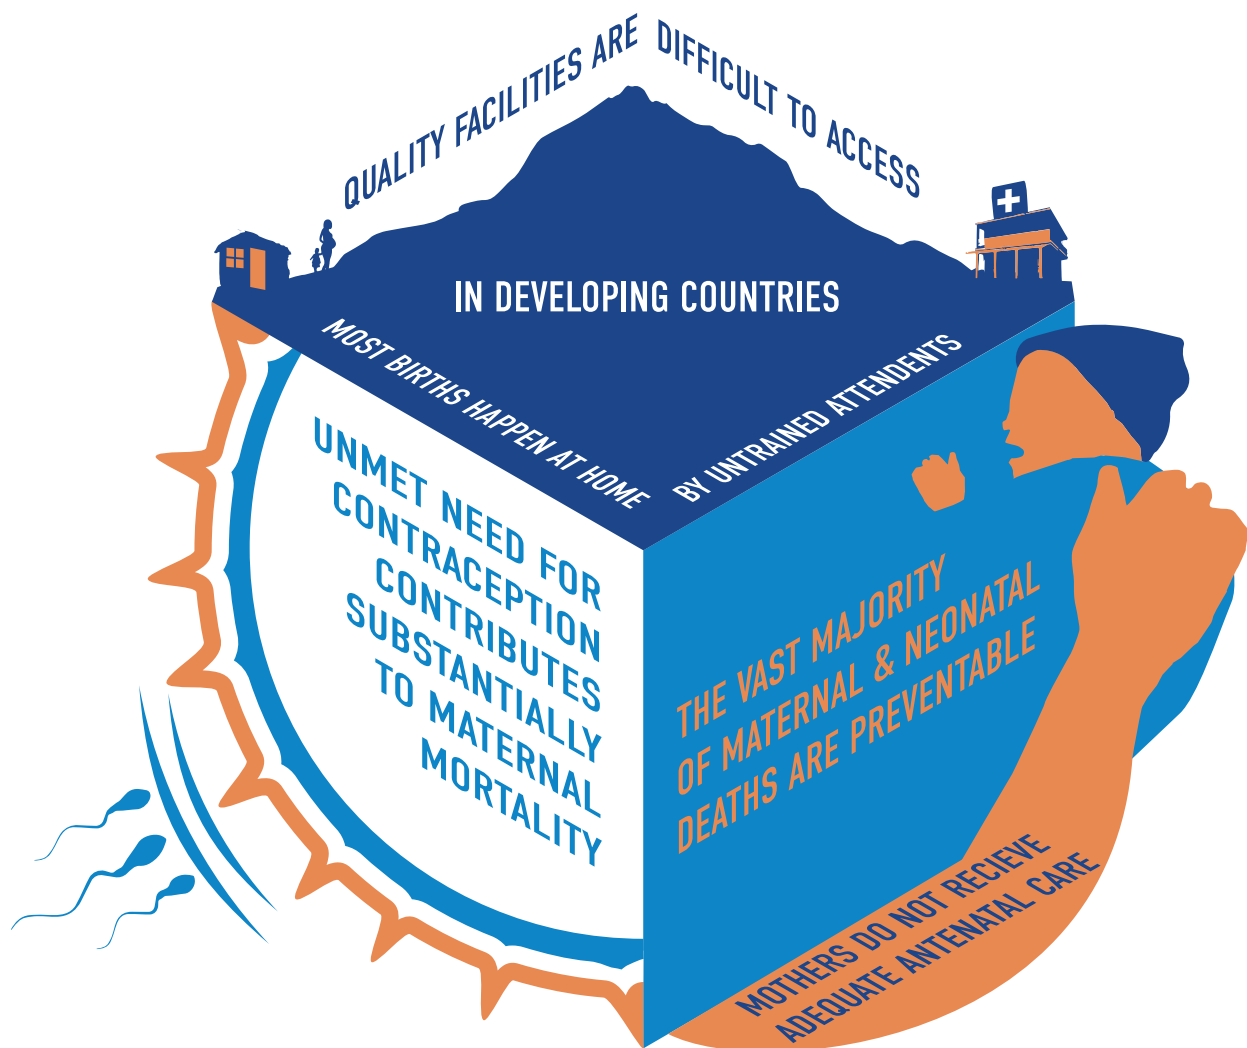 QUALITY FACILITIES ARE DIFFICULT TO ACCESS
IN DEVELOPING COUNTRIES
MOST BIRTHS HAPPEN AT HOME
BY UNTRAINED ATTENDENTS
UNMET NEED FOR
CONTRACEPTION
CONTRIBUTES
SUBSTANTIALLY
TO MATERNAL
MORTALITY
THE VAST MAJORITY
OF MATERNAL & NEONATAL
DEATHS ARE PREVENTABLE
MOTHERS DO NOT RECIEVE
ADEQUATE ANTENATAL CARE